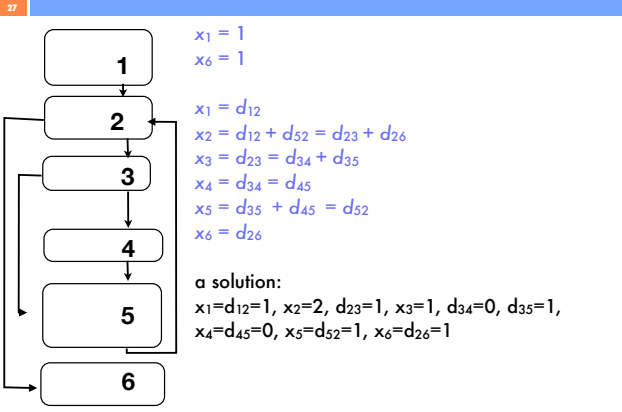 27
x₁ = 1
x₆ = 1
1
x₁ = d₁₂
2
x₂ = d₁₂ + d₅₂ = d₂₃ + d₂₆
x₃ = d₂₃ = d₃₄ + d₃₅
3
x₄ = d₃₄ = d₄₅
x₅ = d₃₅ + d₄₅ = d₅₂
x₆ = d₂₆
4
a solution:
x₁=d₁₂=1, x₂=2, d₂₃=1, x₃=1, d₃₄=0, d₃₅=1,
5
x₄=d₄₅=0, x₅=d₅₂=1, x₆=d₂₆=1
6